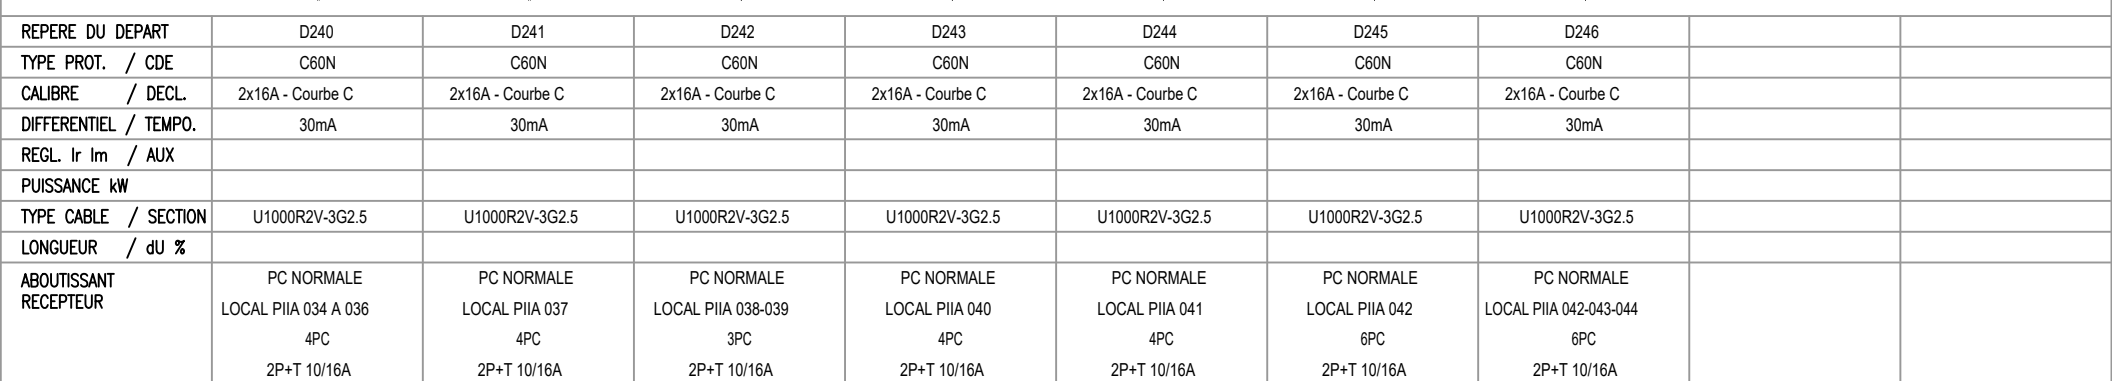 REPERE DU DEPART D240 D241 D242 D243 D244 D245 D246
TYPE PROT. / CDE C60N C60N C60N C60N C60N C60N C60N
CALIBRE / DECL. 2x16A - Courbe C 2x16A - Courbe C 2x16A - Courbe C 2x16A - Courbe C 2x16A - Courbe C 2x16A - Courbe C 2x16A - Courbe C
DIFFERENTIEL / TEMPO. 30mA 30mA 30mA 30mA 30mA 30mA 30mA
REGL. Ir Im / AUX
PUISSANCE kW
TYPE CABLE / SECTION U1000R2V-3G2.5 U1000R2V-3G2.5 U1000R2V-3G2.5 U1000R2V-3G2.5 U1000R2V-3G2.5 U1000R2V-3G2.5 U1000R2V-3G2.5
LONGUEUR / dU %
ABOUTISSANT PC NORMALE PC NORMALE PC NORMALE PC NORMALE PC NORMALE PC NORMALE PC NORMALE
RECEPTEUR LOCAL PIIA 034 A 036 LOCAL PIIA 037 LOCAL PIIA 038-039 LOCAL PIIA 040 LOCAL PIIA 041 LOCAL PIIA 042 LOCAL PIIA 042-043-044
4PC 4PC 3PC 4PC 4PC 6PC 6PC
2P+T 10/16A 2P+T 10/16A 2P+T 10/16A 2P+T 10/16A 2P+T 10/16A 2P+T 10/16A 2P+T 10/16A